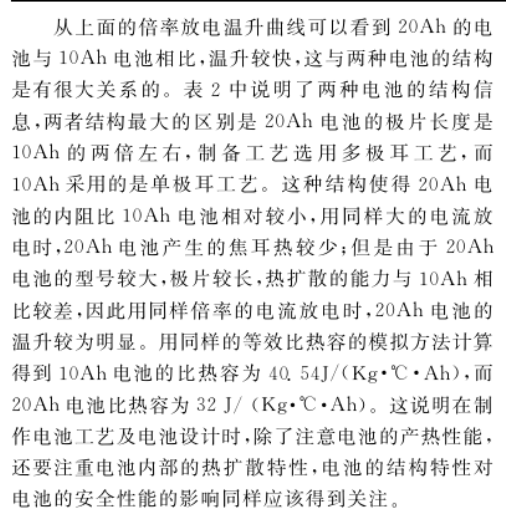 从上面的倍率放电温升曲线可以看到 20Ah 的电
池与 10Ah 电池相比,温升较快,这与两种电池的结构
是有很大关系的。表 2 中说明了两种电池的结构信
息,两者结构最大的区别是 20Ah 电池的极片长度是
10Ah 的两倍左右,制备工艺选用多极耳工艺,而
10Ah 采用的是单极耳工艺。这种结构使得 20Ah 电
池的内阻比 10Ah 电池相对较小,用同样大的电流放
电时,20Ah 电池产生的焦耳热较少;但是由于 20Ah
电池的型号较大,极片较长,热扩散的能力与 10Ah 相
比较差,因此用同样倍率的电流放电时,20Ah 电池的
温升较为明显。用同样的等效比热容的模拟方法计算
得到 10Ah 电池的比热容为 40. 54J/(Kg•℃•Ah),而
20Ah 电池比热容为 32 J/ (Kg•℃•Ah)。这说明在制
作电池工艺及电池设计时,除了注意电池的产热性能,
还要注重电池内部的热扩散特性,电池的结构特性对
电池的安全性能的影响同样应该得到关注。